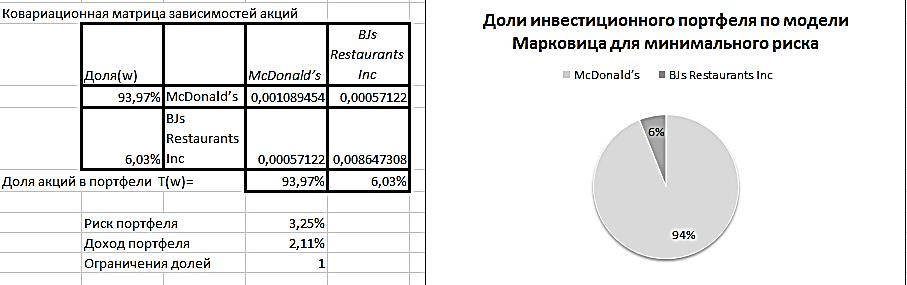 Ковариационная матрица зависимостей акций
Доля(w) McDonald's BJs Restaurants Inc
93,97% McDonald's 0,001089454 0,00057122
6,03% BJs Restaurants Inc 0,00057122 0,008647308
Доля акций в портфели T(w)= 93,97% 6,03%
Риск портфеля 3,25%
Доход портфеля 2,11%
Ограничения долей 1
Доли инвестиционного портфеля по модели
Марковица для минимального риска
McDonald's BJs Restaurants Inc
6%
94%